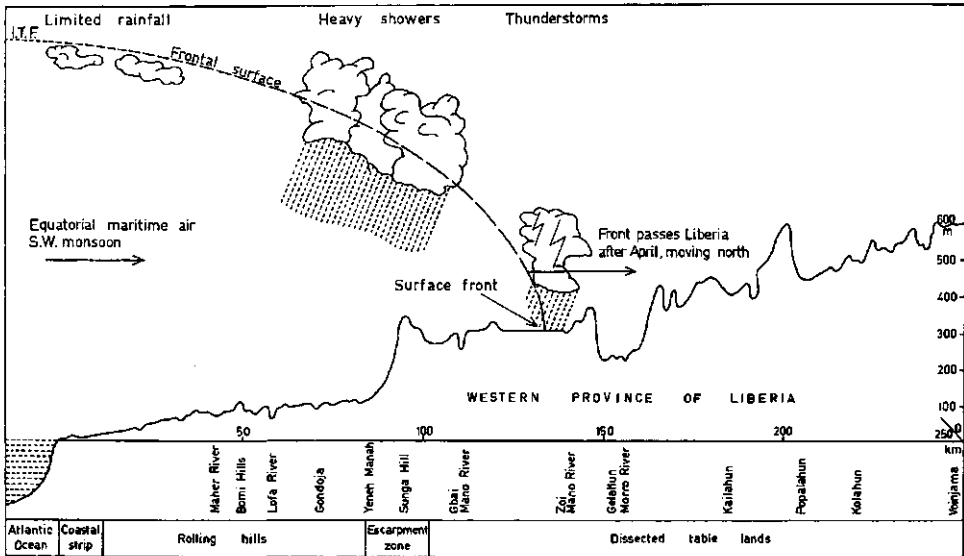 Limited rainfall
Heavy showers
Thunderstorms
I.T.F.
Frontal surface
Equatorial maritime air
S.W. monsoon
Front passes Liberia
after April, moving north
Surface front
600
m
500
400
300
200
100
0
WESTERN PROVINCE OF LIBERIA
50
100
150
200
250
km
Maher River
Bomi Hills
Lofa River
Gondoja
Yeneh Manah
Sunga Hill
Gbai
Mano River
Zoi
Mano River
Gelahun
Morro River
Kailahun
Popalahun
Kolahun
Voinjama
Atlantic
Ocean
Coastal
strip
Rolling hills
Escarpment
zone
Dissected table lands